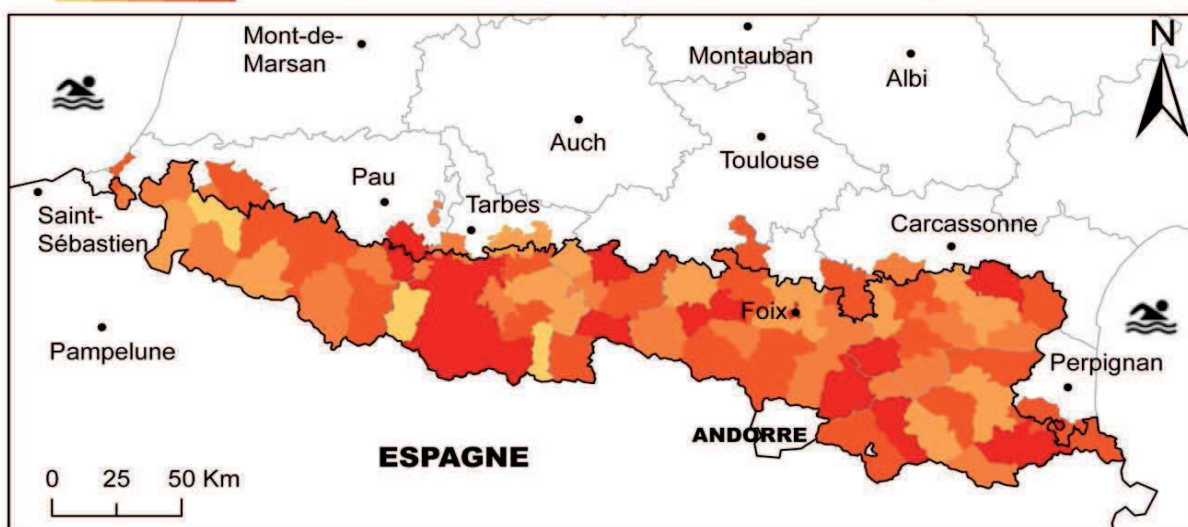 Mont-de-
Marsan
Montauban
Albi
N
Auch
Toulouse
Pau
Tarbes
Carcassonne
Saint-
Sébastien
Foix
Pampelune
Perpignan
ANDORRE
ESPAGNE
0 25 50 Km